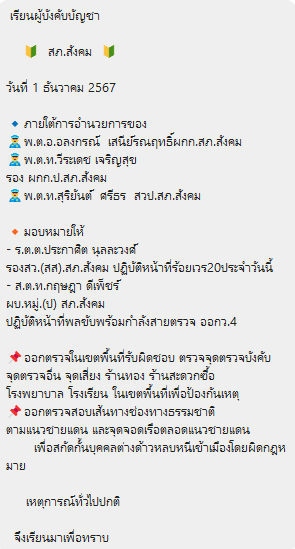 เรียนผู้บังคับบัญชา
🔰 สภ.สังคม 🔰
วันที่ 1 ธันวาคม 2567
🔹ภายใต้การอำนวยการของ
👮พ.ต.อ.อลงกรณ์ เสนีย์รณฤทธิ์ผกก.สภ.สังคม
👮พ.ต.ท.วีระเดช เจริญสุข
รอง ผกก.ป.สภ.สังคม
👮พ.ต.ท.สุริยันต์ ศรีธร สวป.สภ.สังคม
🔸มอบหมายให้
- ร.ต.ต.ประกาศิต นุลละวงศ์
รองสว.(สส).สภ.สังคม ปฏิบัติหน้าที่ร้อยเวร20ประจำวันนี้
- ส.ต.ท.กฤษฎา ดีเพ็ชร์
ผบ.หมู่.(ป) สภ.สังคม
ปฏิบัติหน้าที่พลขับพร้อมกำลังสายตรวจ ออกว.4
📌ออกตรวจในเขตพื้นที่รับผิดชอบ ตรวจจุดตรวจบังคับ
จุดตรวจอื่น จุดเสี่ยง ร้านทอง ร้านสะดวกซื้อ
โรงพยาบาล โรงเรียน ในเขตพื้นที่เพื่อป้องกันเหตุ
📌ออกตรวจสอบเส้นทางช่องทางธรรมชาติ
ตามแนวชายแดน และจุดจอดเรือตลอดแนวชายแดน
เพื่อสกัดกั้นบุคคลต่างด้าวหลบหนีเข้าเมืองโดยผิดกฎห
มาย
เหตุการณ์ทั่วไปปกติ
จึงเรียนมาเพื่อทราบ